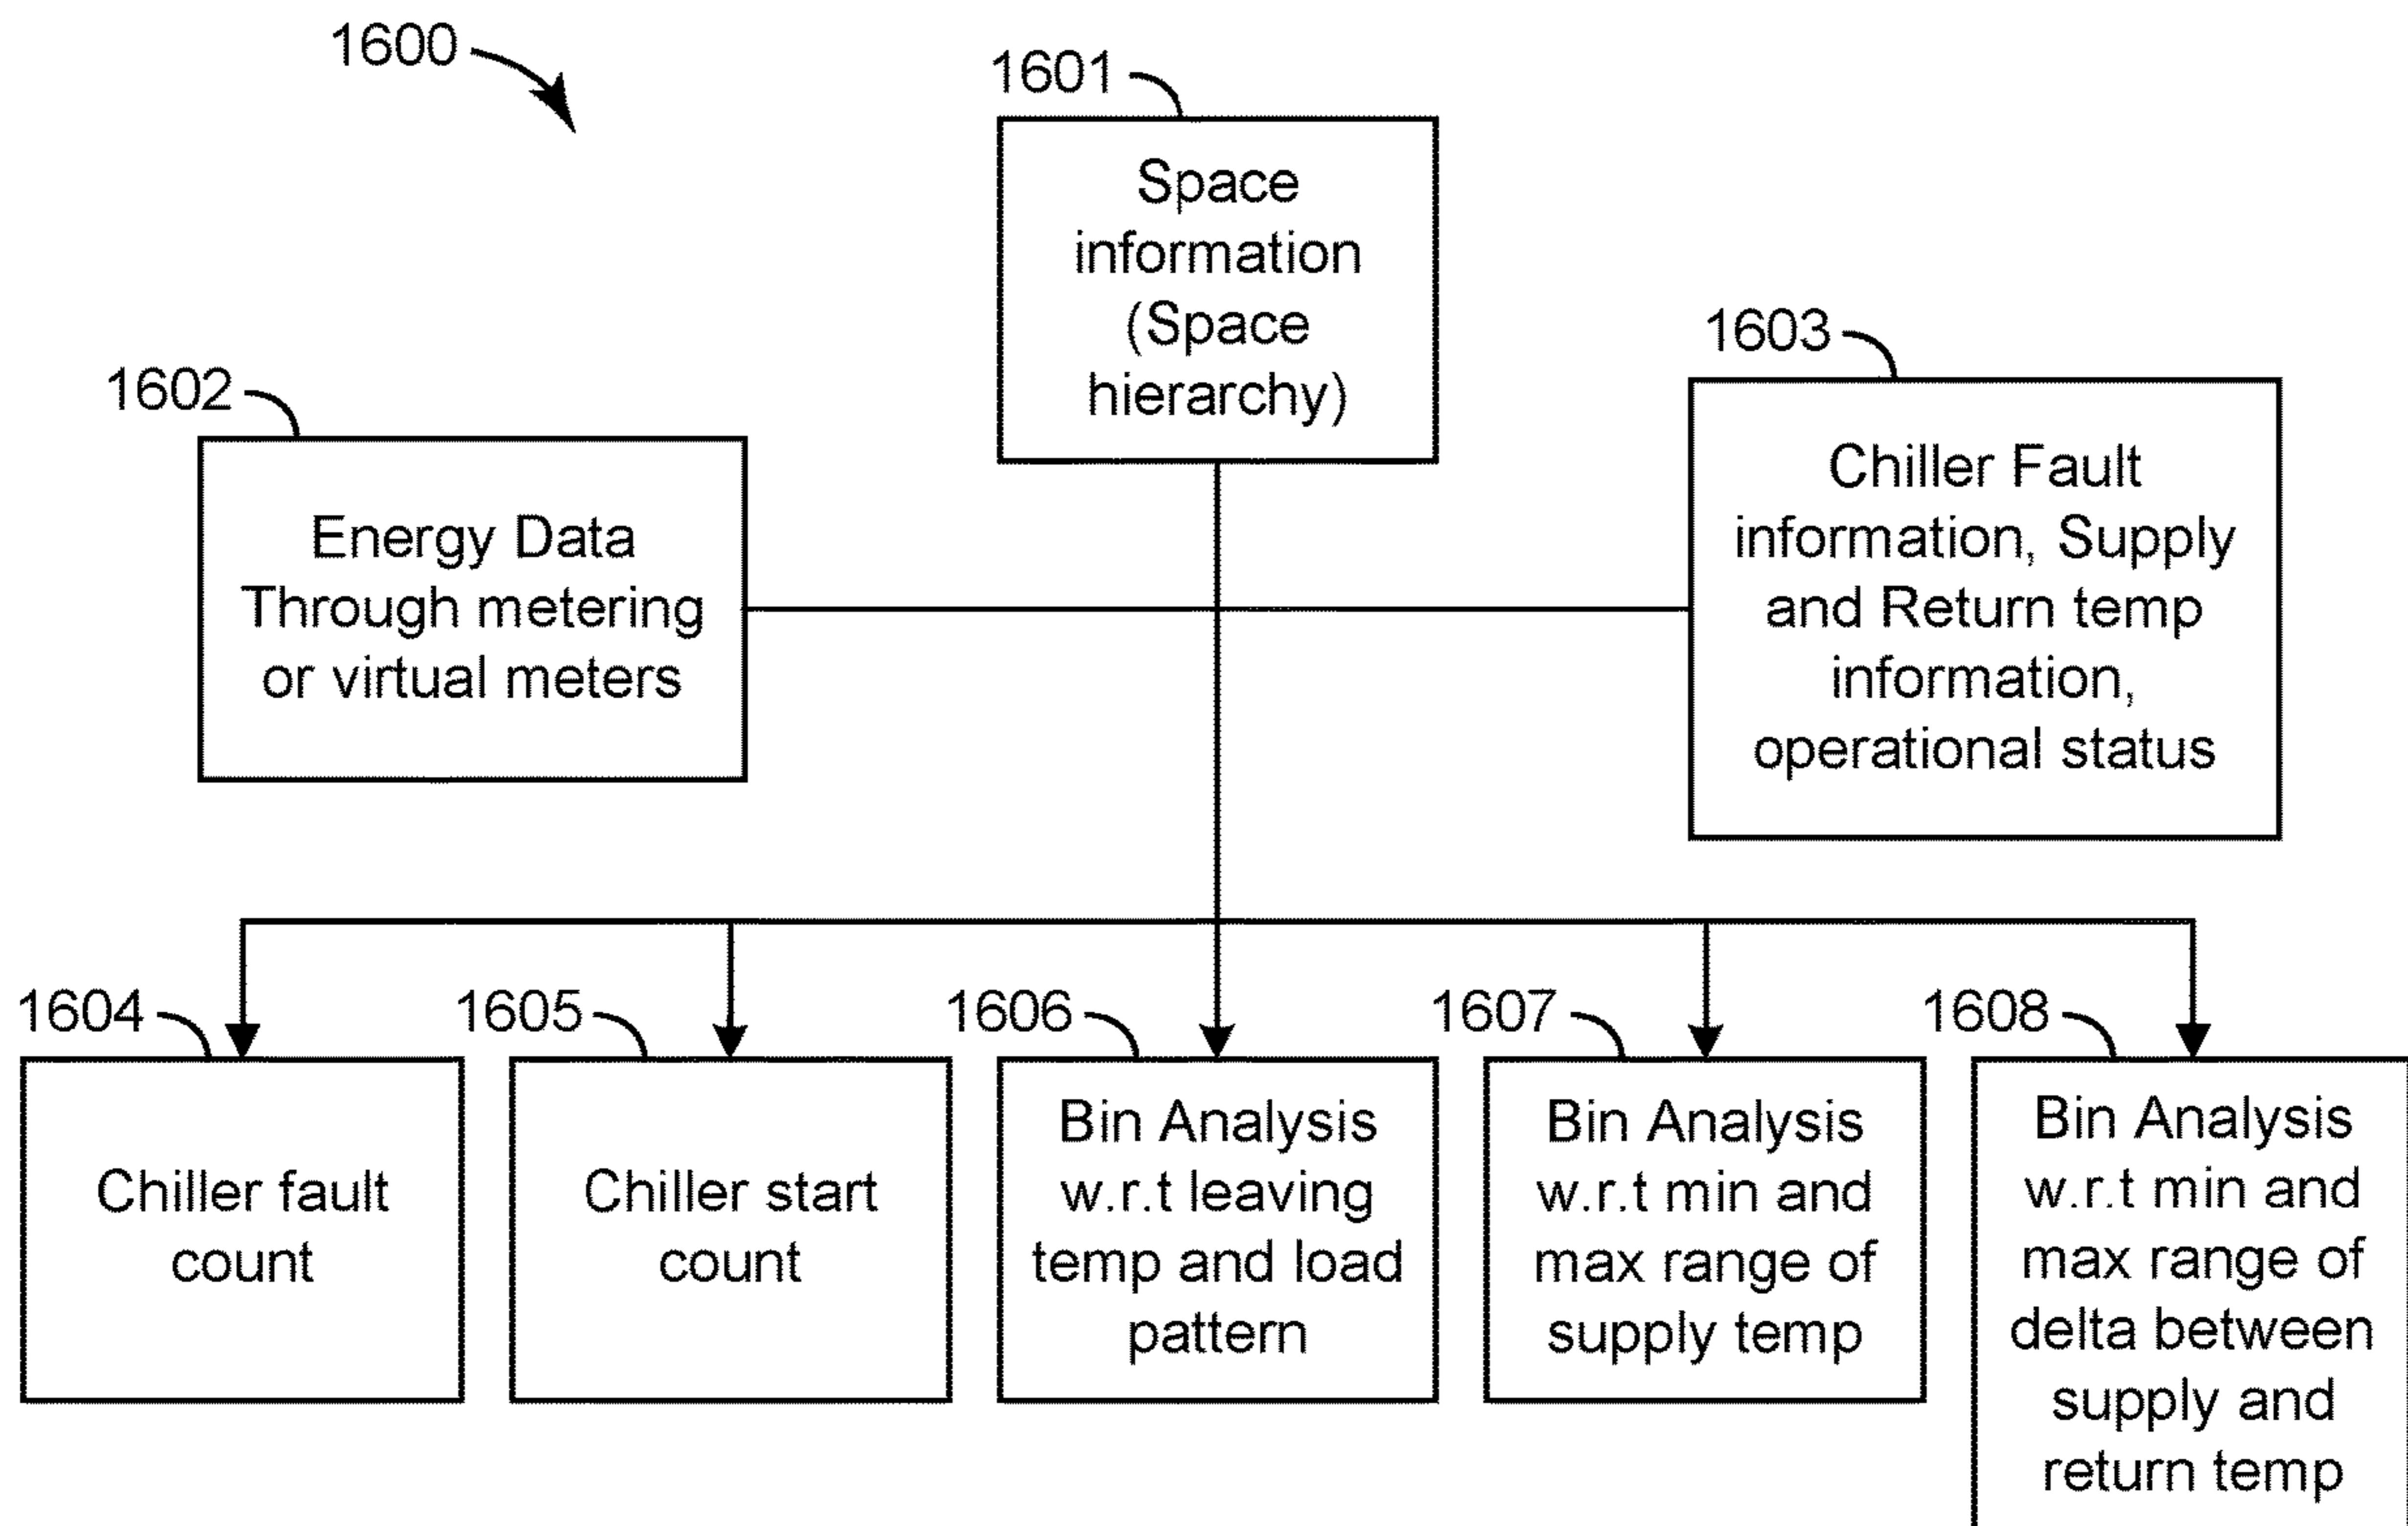 1600
1601
Space
information
(Space
hierarchy)
1602
Energy Data
Through metering
or virtual meters
1603
Chiller Fault
information, Supply
and Return temp
information,
operational status
1604
Chiller fault
count
1605
Chiller start
count
1606
Bin Analysis
w.r.t leaving
temp and load
pattern
1607
Bin Analysis
w.r.t min and
max range of
supply temp
1608
Bin Analysis
w.r.t min and
max range of
delta between
supply and
return temp